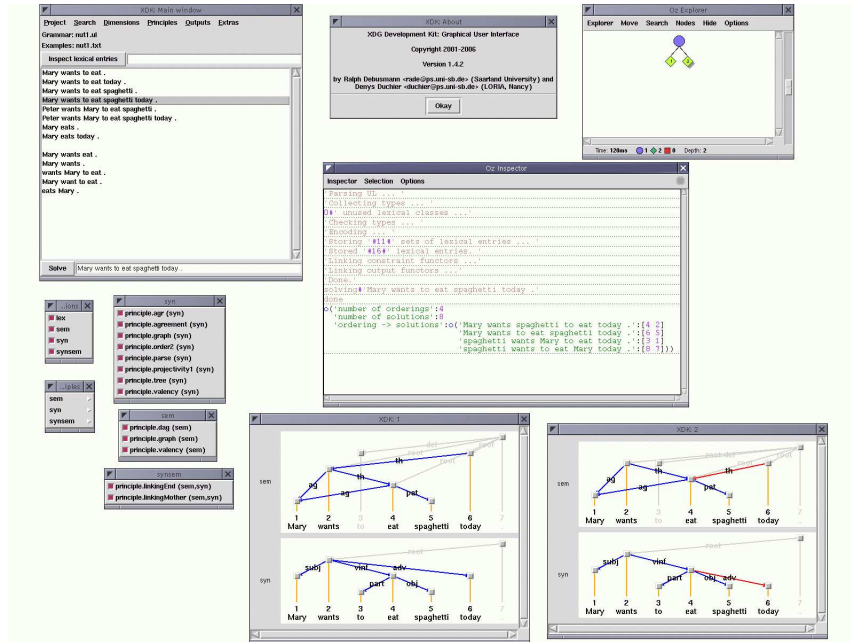 XDK: Main window
Project Search Dimensions Principles Outputs Extras
Grammar: nut1.ul
Examples: nut1.txt
Inspect lexical entries
Mary wants to eat .
Mary wants to eat today .
Mary wants to eat spaghetti .
Mary wants to eat spaghetti today .
Peter wants Mary to eat spaghetti .
Peter wants Mary to eat spaghetti today .
Mary eats .
Mary eats today .
Mary wants eat .
Mary wants .
wants Mary to eat .
Mary want to eat .
eats Mary .
Solve Mary wants to eat spaghetti today .
XDK: About
XDG Development Kit: Graphical User Interface
Copyright 2001-2006
Version 1.4.2
by Ralph Debusmann <rade@ps.uni-sb.de> (Saarland University) and
Denys Duchier <duchier@ps.uni-sb.de> (LORIA, Nancy)
Okay
Oz Explorer
Explorer Move Search Nodes Hide Options
1 2
Time: 120ms 1 2 0 Depth: 2
Oz Inspector
Inspector Selection Options
'Parsing UL ... '
'Collecting types ... '
0#' unused lexical classes ...'
'Checking types ... '
'Encoding ... '
'Storing '#11#' sets of lexical entries ... '
'Stored '#16#' lexical entries.'
'Linking constraint functors ... '
'Linking output functors ... '
'Done.'
solving#'Mary wants to eat spaghetti today .'
done
o('number of orderings':4
'number of solutions':8
'ordering -> solutions':o('Mary wants spaghetti to eat today .':[4 2]
'Mary wants to eat spaghetti today .':[6 5]
'spaghetti wants Mary to eat today .':[3 1]
'spaghetti wants to eat Mary today .':[8 7]))
..ions
lex
sem
syn
synsem
syn
principle.agr (syn)
principle.agreement (syn)
principle.graph (syn)
principle.order2 (syn)
principle.parse (syn)
principle.projectivity1 (syn)
principle.tree (syn)
principle.valency (syn)
..iples
sem
syn
synsem
sem
principle.dag (sem)
principle.graph (sem)
principle.valency (sem)
synsem
principle.linkingEnd (sem,syn)
principle.linkingMother (sem,syn)
XDK: 1
sem
del
root
root
th
th
ag
ag
pat
1 2 3 4 5 6 7
Mary wants to eat spaghetti today .
syn
root
subj vinf adv
part obj
1 2 3 4 5 6 7
Mary wants to eat spaghetti today .
XDK: 2
sem
root del
root
th th
ag
ag
pat
1 2 3 4 5 6 7
Mary wants to eat spaghetti today .
syn
root
subj vinf
part obj adv
1 2 3 4 5 6 7
Mary wants to eat spaghetti today .